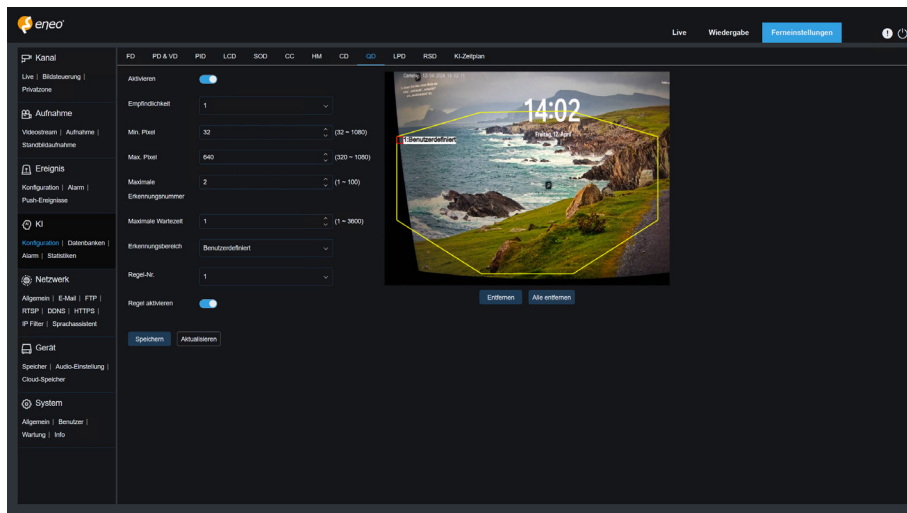 eneo
Live Wiedergabe Ferneinstellungen
Kanal
Live | Bildsteuerung |
Privatzone
Aufnahme
Videostream | Aufnahme |
Standbildaufnahme
Ereignis
Konfiguration | Alarm |
Push-Ereignisse
KI
Konfiguration | Datenbanken |
Alarm | Statistiken
Netzwerk
Allgemein | E-Mail | FTP |
RTSP | DDNS | HTTPS |
IP Filter | Sprachassistent
Gerät
Speicher | Audio-Einstellung |
Cloud-Speicher
System
Allgemein | Benutzer |
Wartung | Info
FD PD & VD PID LCD SOD CC HM CD QD LPD RSD KI-Zeitplan
Aktivieren
Empfindlichkeit 1
Min. Pixel 32 (32 ~ 1080)
Max. Pixel 640 (320 ~ 1080)
Maximale
Erkennungsnummer 2 (1 ~ 100)
Maximale Wartezeit 1 (1 ~ 3600)
Erkennungsbereich Benutzerdefiniert
Regel-Nr. 1
Regel aktivieren
Speichern Aktualisieren
14:02
Freitag, 12. April
1.Benutzerdefiniert
Entfernen Alle entfernen